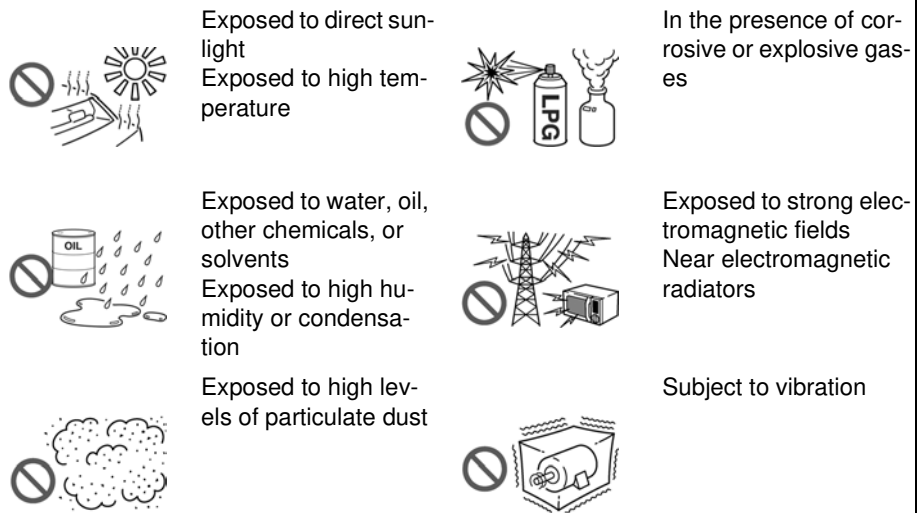 Exposed to direct sun-
light
Exposed to high tem-
perature
LPG
In the presence of cor-
rosive or explosive gas-
es
OIL
Exposed to water, oil,
other chemicals, or
solvents
Exposed to high hu-
midity or condensa-
tion
Exposed to strong elec-
tromagnetic fields
Near electromagnetic
radiators
Exposed to high lev-
els of particulate dust
Subject to vibration